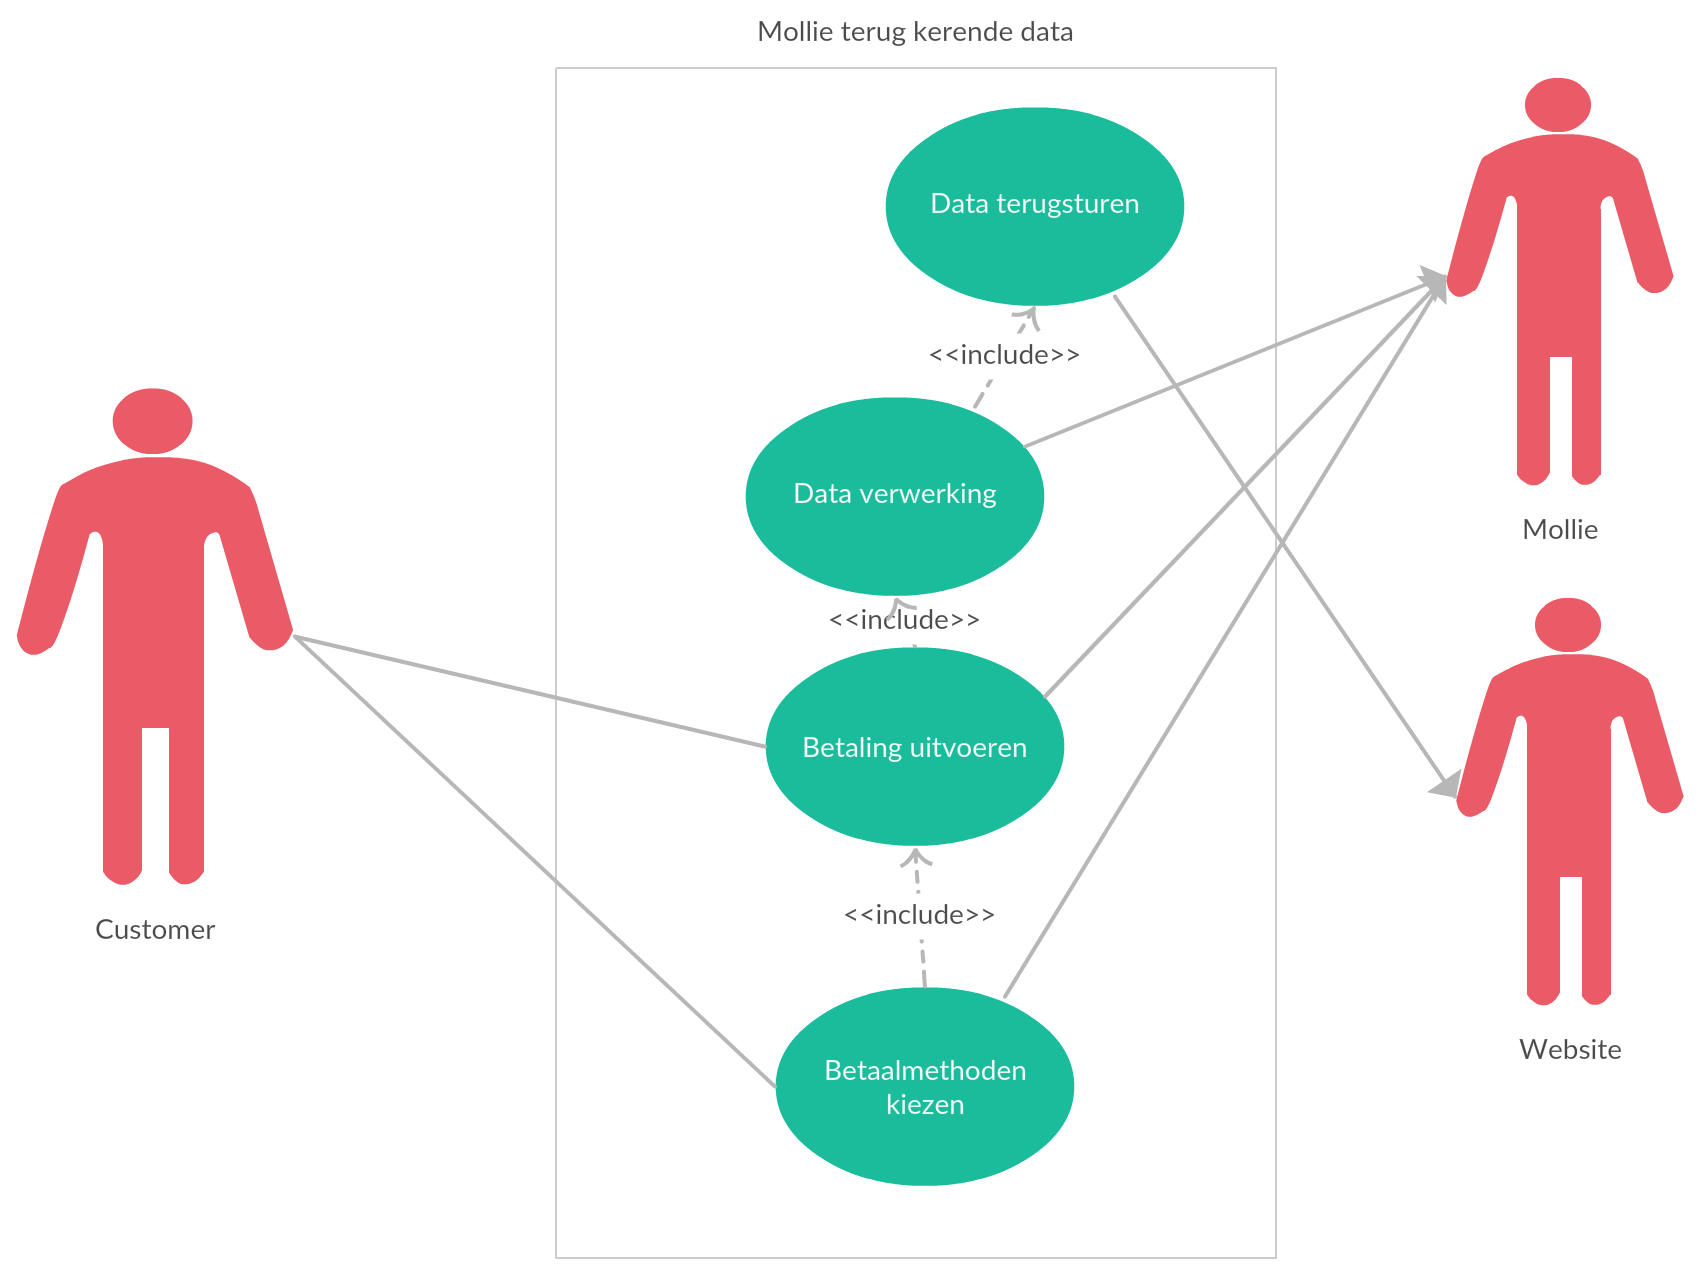 Mollie terug kerende data
Data terugsturen
<<include>>
Data verwerking
<<include>>
Betaling uitvoeren
<<include>>
Betaalmethoden
kiezen
Customer
Mollie
Website